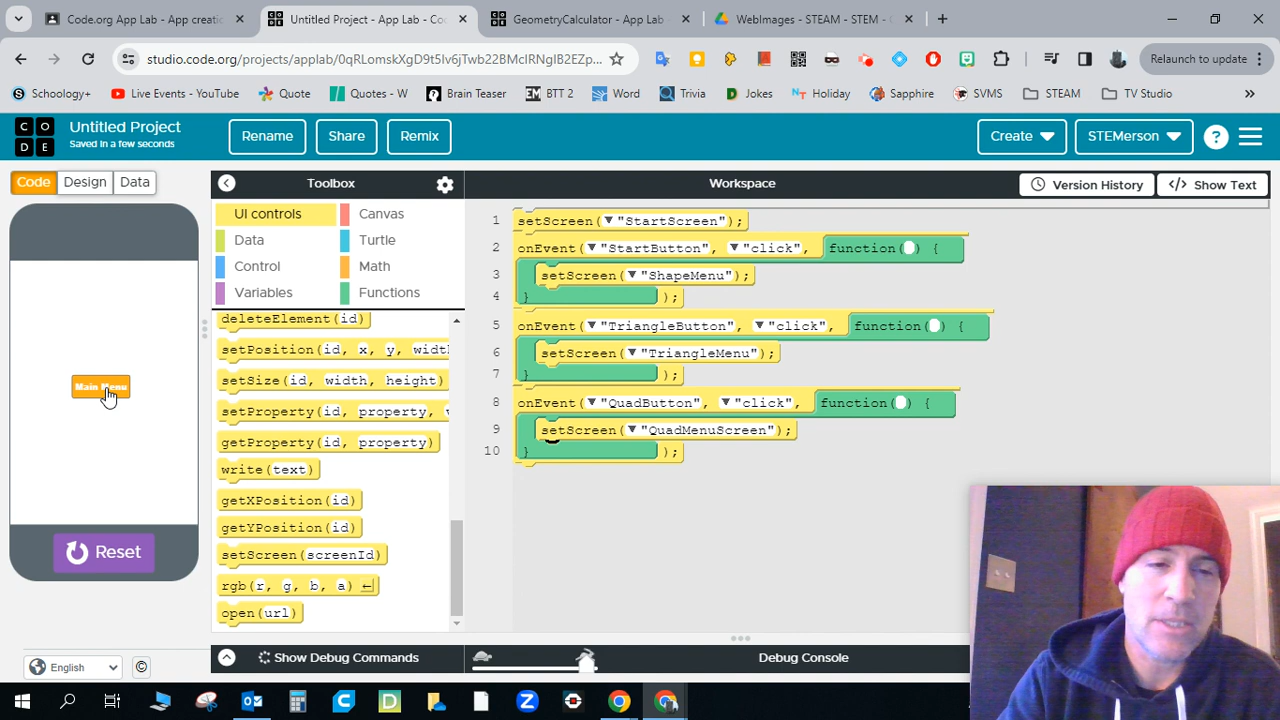 Code.org App Lab - App creatio
Untitled Project - App Lab - Co
GeometryCalculator - App Lab -
WebImages - STEAM - STEM -
studio.code.org/projects/applab/0qRLomskXgD9t5Iv6jTwb22BMcIRNgIB2EZp...
Relaunch to update
Schoology+
Live Events - YouTube
Quote
Quotes - W
Brain Teaser
BTT 2
Word
Trivia
Jokes
Holiday
Sapphire
SVMS
STEAM
TV Studio
C O
D E
Untitled Project
Saved in a few seconds
Rename
Share
Remix
Create
STEMerson
?
Code
Design
Data
Toolbox
Workspace
Version History
</> Show Text
UI controls
Canvas
Data
Turtle
Control
Math
Variables
Functions
deleteElement(id)
setPosition(id, x, y, width
setSize(id, width, height)
setProperty(id, property,
getProperty(id, property)
write(text)
getXPosition(id)
getYPosition(id)
setScreen(screenId)
rgb(r, g, b, a)
open(url)
1 setScreen("StartScreen");
2 onEvent("StartButton", "click", function() {
3 setScreen("ShapeMenu");
4 });
5 onEvent("TriangleButton", "click", function() {
6 setScreen("TriangleMenu");
7 });
8 onEvent("QuadButton", "click", function() {
9 setScreen("QuadMenuScreen");
10 });
Main Menu
Reset
English
©
Show Debug Commands
Debug Console